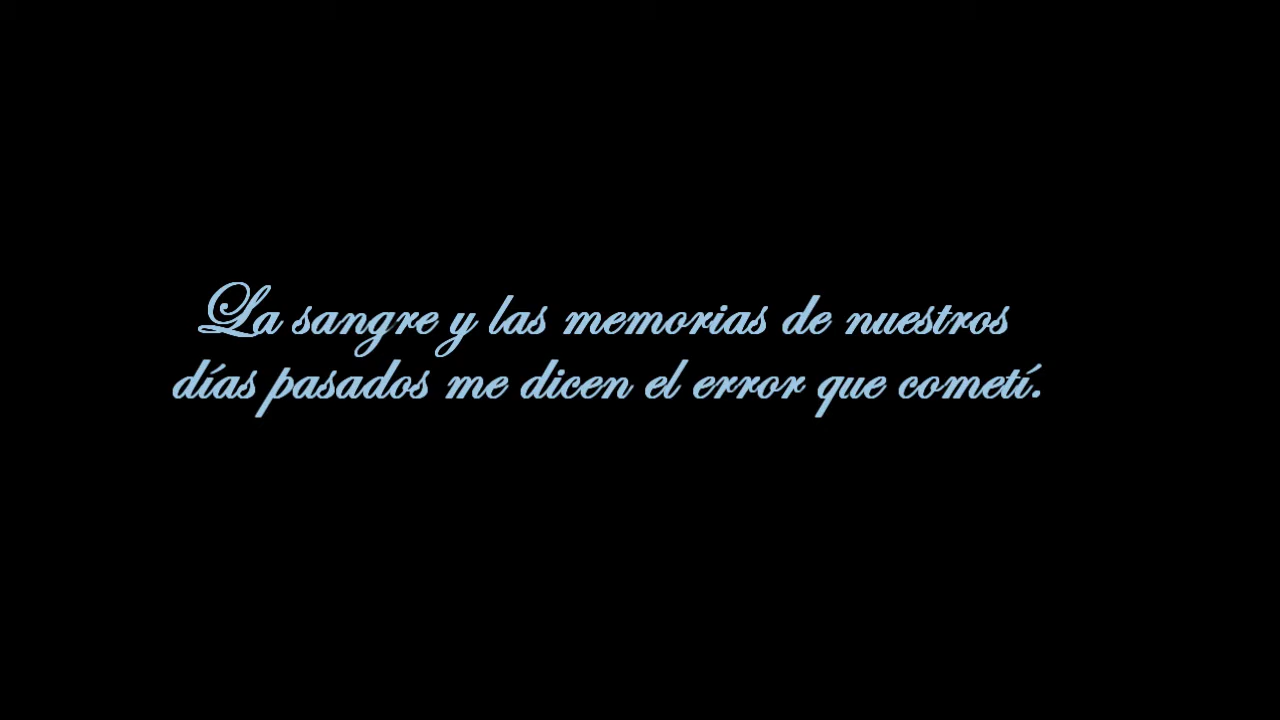 La sangre y las memorias de nuestros
días pasados me dicen el error que cometí.